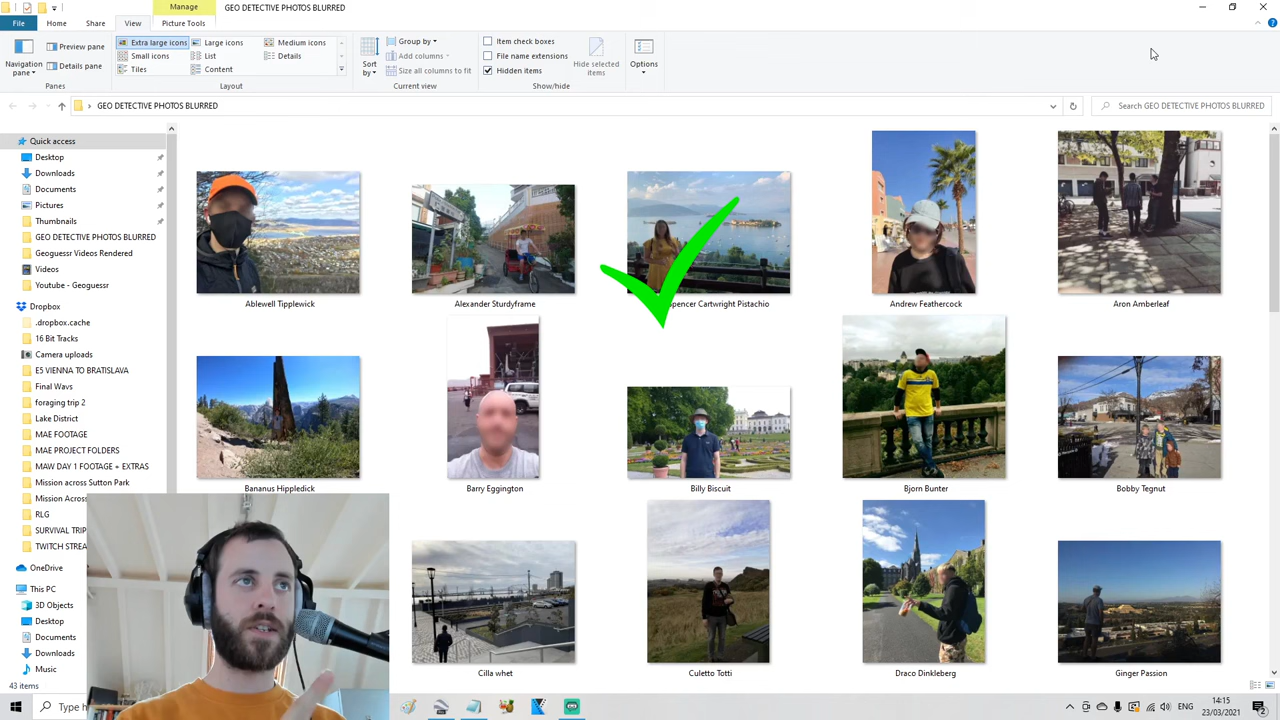 Manage
GEO DETECTIVE PHOTOS BLURRED
File
Home
Share
View
Picture Tools
Navigation pane
Preview pane
Details pane
Panes
Extra large icons
Large icons
Medium icons
Small icons
List
Details
Tiles
Content
Layout
Sort by
Group by
Add columns
Size all columns to fit
Current view
Item check boxes
File name extensions
Hidden items
Hide selected items
Show/hide
Options
GEO DETECTIVE PHOTOS BLURRED
Search GEO DETECTIVE PHOTOS BLURRED
Quick access
Desktop
Downloads
Documents
Pictures
Thumbnails
GEO DETECTIVE PHOTOS BLURRED
Geoguessr Videos Rendered
Videos
Youtube - Geoguessr
Dropbox
.dropbox.cache
16 Bit Tracks
Camera uploads
E5 VIENNA TO BRATISLAVA
Final Wavs
foraging trip 2
Lake District
MAE FOOTAGE
MAE PROJECT FOLDERS
MAW DAY 1 FOOTAGE + EXTRAS
Mission across Sutton Park
Mission Across
RLG
SURVIVAL TRIP
TWITCH STREA
OneDrive
This PC
3D Objects
Desktop
Documents
Downloads
Music
43 items
Ablewell Tipplewick
Alexander Sturdyframe
Spencer Cartwright Pistachio
Andrew Feathercock
Aron Amberleaf
Bananus Hippledick
Barry Eggington
Billy Biscuit
Bjorn Bunter
Bobby Tegnut
Cilla whet
Culetto Totti
Draco Dinkleberg
Ginger Passion
Type h
ENG
14:15
23/03/2021